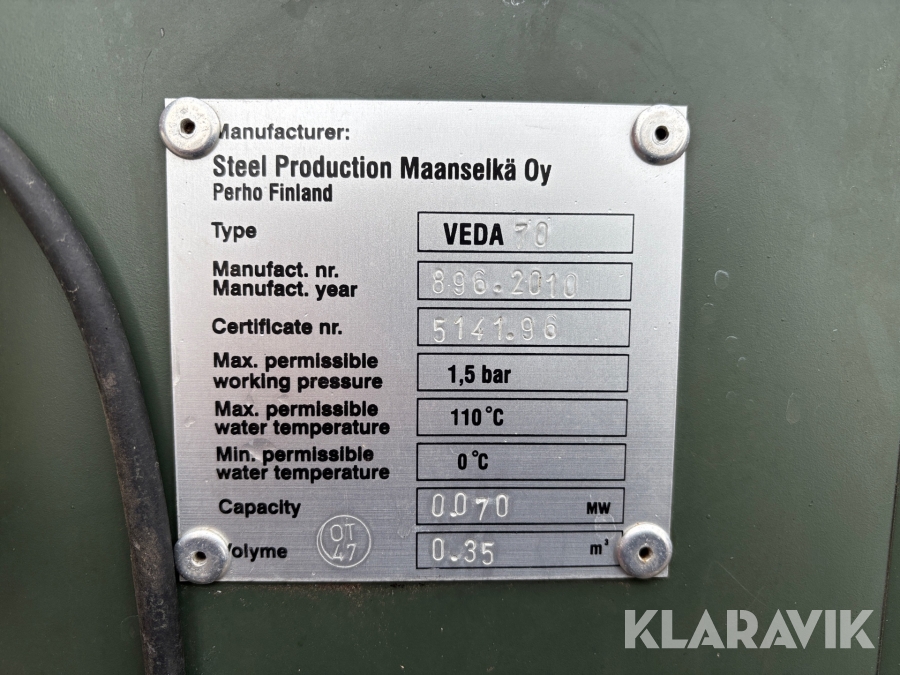 Manufacturer:
Steel Production Maanselkä Oy
Perho Finland
Type VEDA 70
Manufact. nr.
Manufact. year 896.2010
Certificate nr. 5141.96
Max. permissible
working pressure 1,5 bar
Max. permissible
water temperature 110°C
Min. permissible
water temperature 0°C
Capacity 0.070 MW
Volyme OT 47 0.35 m³
KLARAVIK